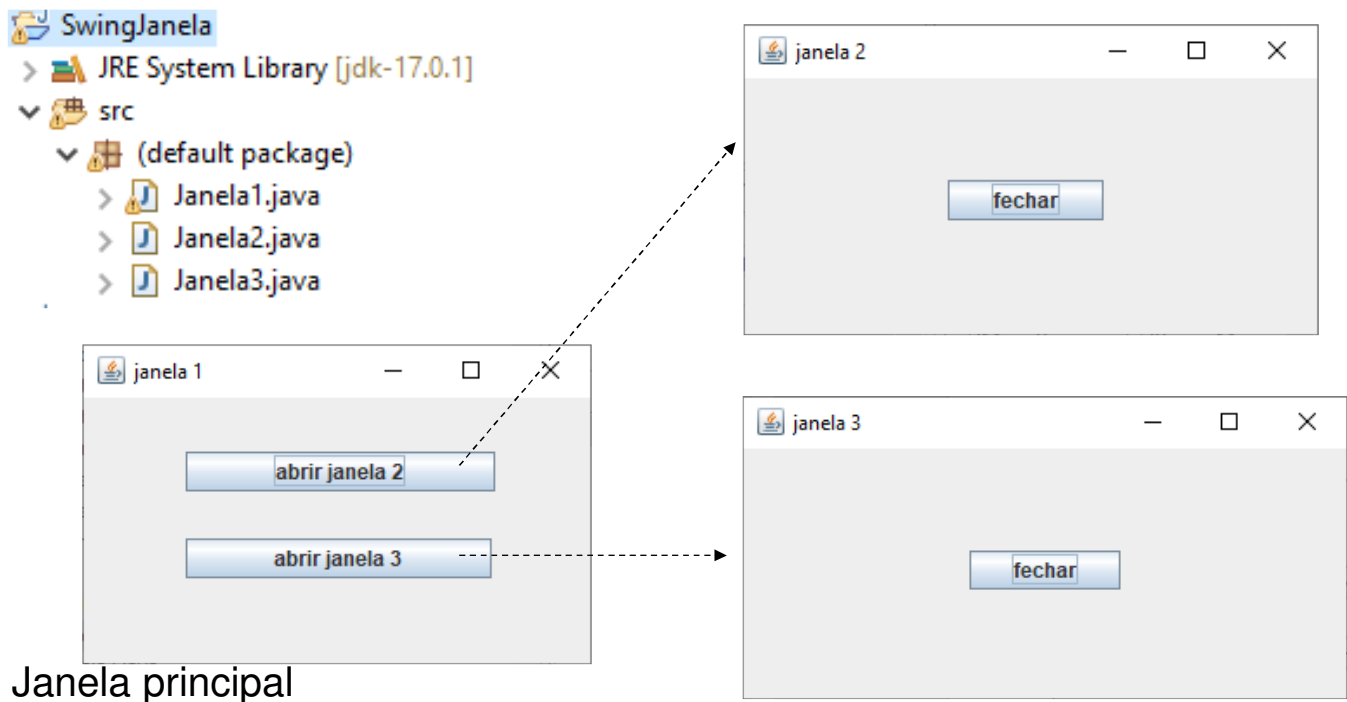 SwingJanela
JRE System Library [jdk-17.0.1]
src
(default package)
Janela1.java
Janela2.java
Janela3.java
janela 1
abrir janela 2
abrir janela 3
Janela principal
janela 2
fechar
janela 3
fechar